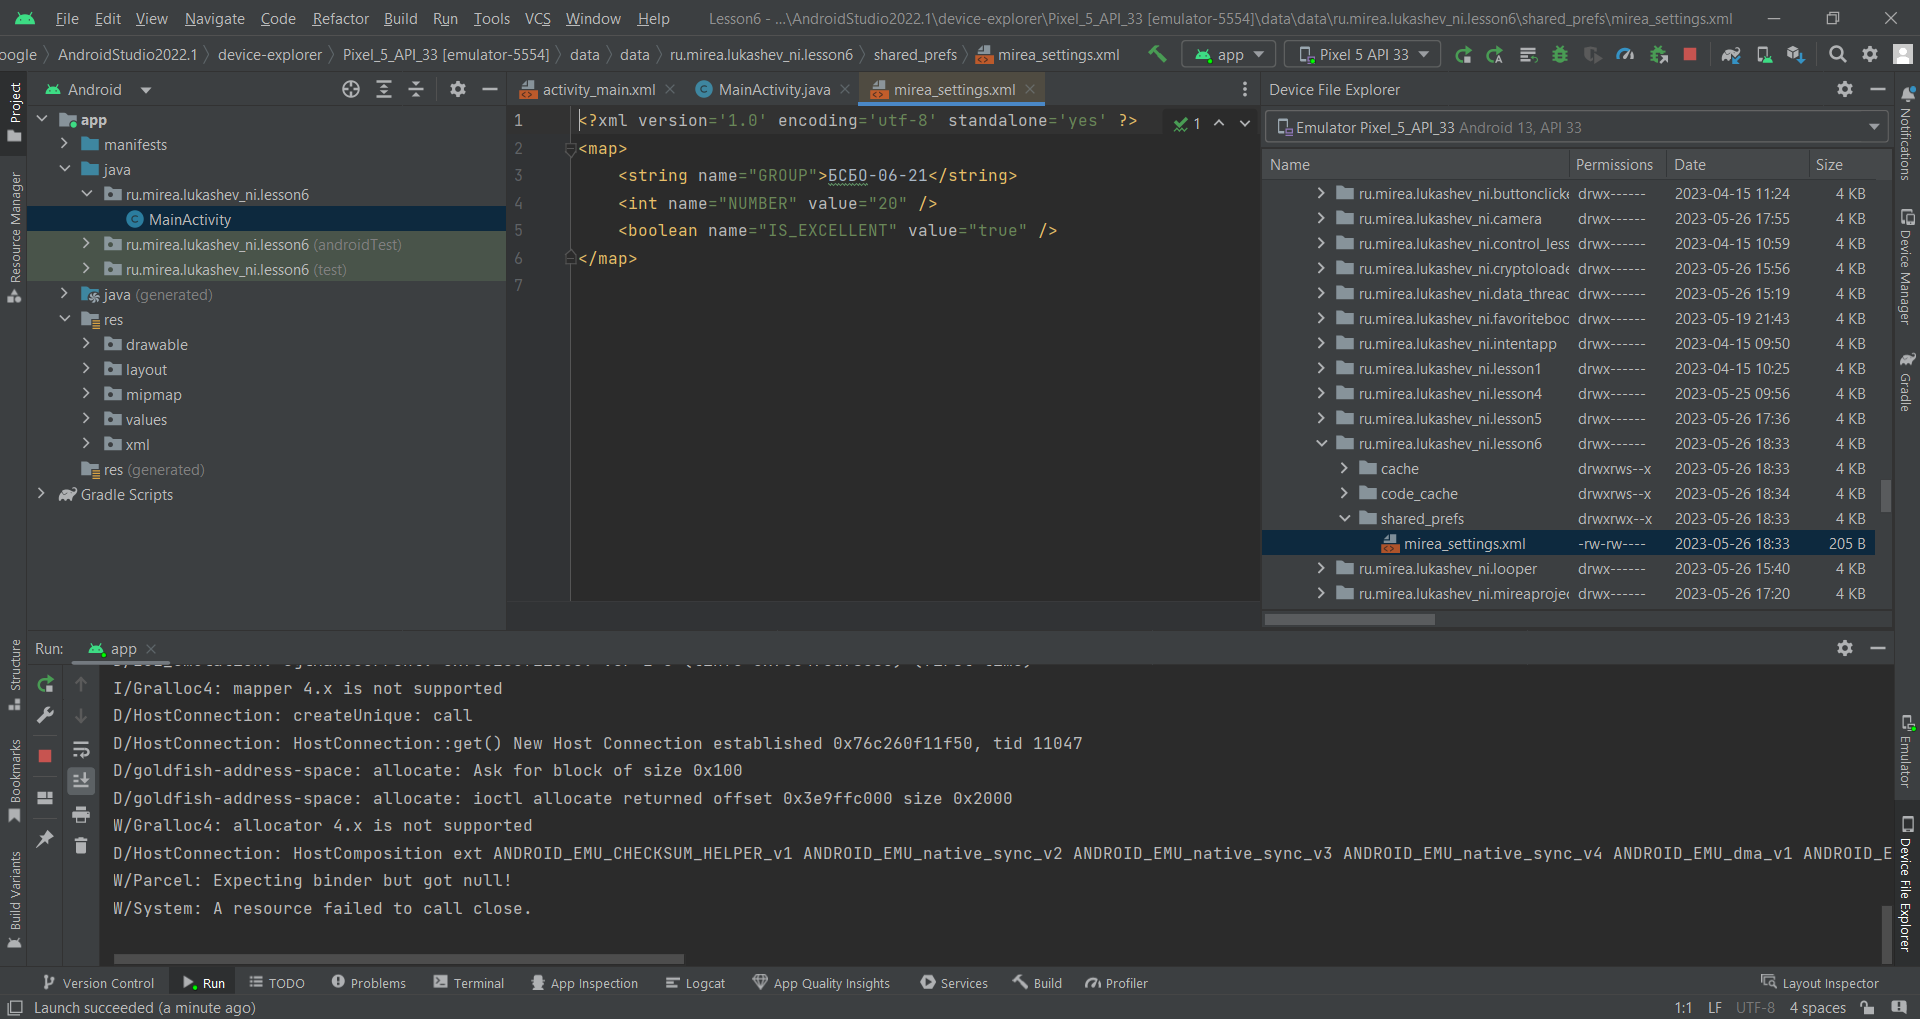 File Edit View Navigate Code Refactor Build Run Tools VCS Window Help Lesson6 - ...\AndroidStudio2022.1\device-explorer\Pixel_5_API_33 [emulator-5554]\data\data\ru.mirea.lukashev_ni.lesson6\shared_prefs\mirea_settings.xml
oogle AndroidStudio2022.1 device-explorer Pixel_5_API_33 [emulator-5554] data data ru.mirea.lukashev_ni.lesson6 shared_prefs mirea_settings.xml app Pixel 5 API 33
Project
Resource Manager
Structure
Bookmarks
Build Variants
Android
app
manifests
java
ru.mirea.lukashev_ni.lesson6
MainActivity
ru.mirea.lukashev_ni.lesson6 (androidTest)
ru.mirea.lukashev_ni.lesson6 (test)
java (generated)
res
drawable
layout
mipmap
values
xml
res (generated)
Gradle Scripts
activity_main.xml MainActivity.java mirea_settings.xml
1 <?xml version='1.0' encoding='utf-8' standalone='yes' ?> 1
2 <map>
3 <string name="GROUP">БСБО-06-21</string>
4 <int name="NUMBER" value="20" />
5 <boolean name="IS_EXCELLENT" value="true" />
6 </map>
7
Device File Explorer
Emulator Pixel_5_API_33 Android 13, API 33
Name Permissions Date Size
ru.mirea.lukashev_ni.buttonclicke drwx------ 2023-04-15 11:24 4 KB
ru.mirea.lukashev_ni.camera drwx------ 2023-05-26 17:55 4 KB
ru.mirea.lukashev_ni.control_less drwx------ 2023-04-15 10:59 4 KB
ru.mirea.lukashev_ni.cryptoloade drwx------ 2023-05-26 15:56 4 KB
ru.mirea.lukashev_ni.data_threac drwx------ 2023-05-26 15:19 4 KB
ru.mirea.lukashev_ni.favoriteboc drwx------ 2023-05-19 21:43 4 KB
ru.mirea.lukashev_ni.intentapp drwx------ 2023-04-15 09:50 4 KB
ru.mirea.lukashev_ni.lesson1 drwx------ 2023-04-15 10:25 4 KB
ru.mirea.lukashev_ni.lesson4 drwx------ 2023-05-25 09:56 4 KB
ru.mirea.lukashev_ni.lesson5 drwx------ 2023-05-26 17:36 4 KB
ru.mirea.lukashev_ni.lesson6 drwx------ 2023-05-26 18:33 4 KB
cache drwxrws--x 2023-05-26 18:33 4 KB
code_cache drwxrws--x 2023-05-26 18:34 4 KB
shared_prefs drwxrwx--x 2023-05-26 18:33 4 KB
mirea_settings.xml -rw-rw---- 2023-05-26 18:33 205 B
ru.mirea.lukashev_ni.looper drwx------ 2023-05-26 15:40 4 KB
ru.mirea.lukashev_ni.mireaprojec drwx------ 2023-05-26 17:20 4 KB
Notifications
Device Manager
Gradle
Emulator
Device File Explorer
Run: app
I/Gralloc4: mapper 4.x is not supported
D/HostConnection: createUnique: call
D/HostConnection: HostConnection::get() New Host Connection established 0x76c260f11f50, tid 11047
D/goldfish-address-space: allocate: Ask for block of size 0x100
D/goldfish-address-space: allocate: ioctl allocate returned offset 0x3e9ffc000 size 0x2000
W/Gralloc4: allocator 4.x is not supported
D/HostConnection: HostComposition ext ANDROID_EMU_CHECKSUM_HELPER_v1 ANDROID_EMU_native_sync_v2 ANDROID_EMU_native_sync_v3 ANDROID_EMU_native_sync_v4 ANDROID_EMU_dma_v1 ANDROID_E
W/Parcel: Expecting binder but got null!
W/System: A resource failed to call close.
Version Control Run TODO Problems Terminal App Inspection Logcat App Quality Insights Services Build Profiler Layout Inspector
Launch succeeded (a minute ago) 1:1 LF UTF-8 4 spaces